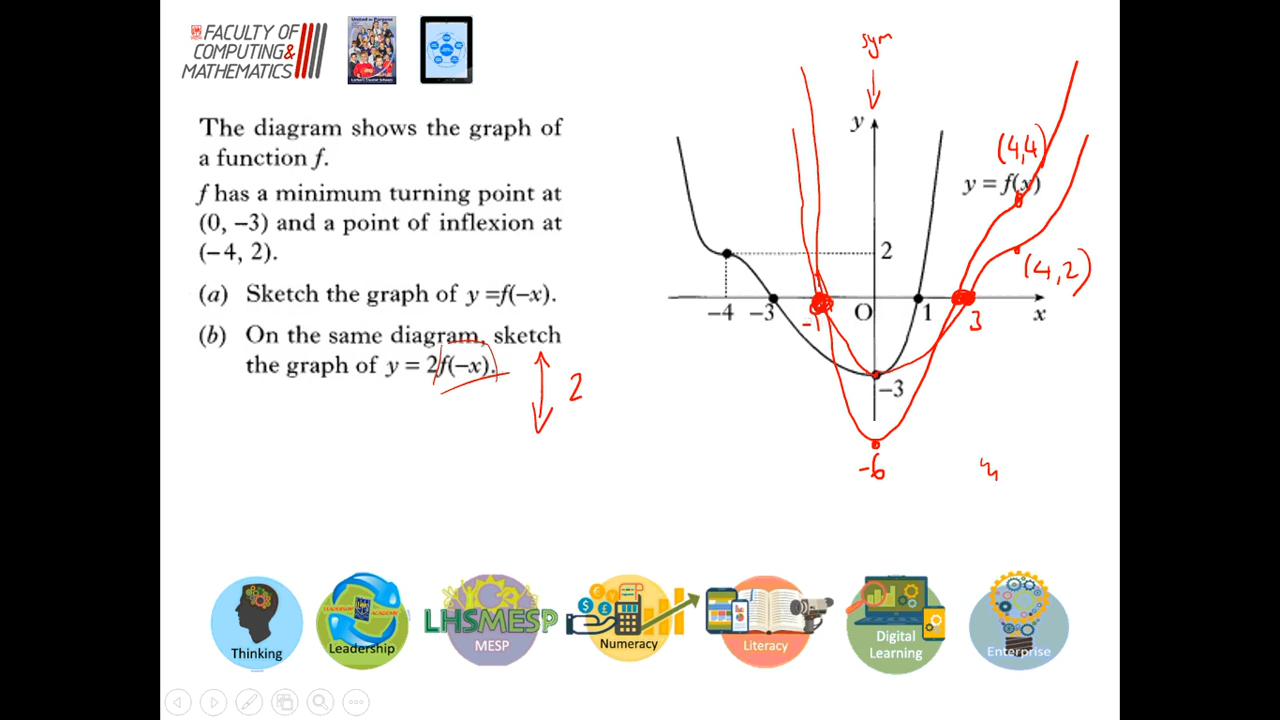 FACULTY OF
COMPUTING&
MATHEMATICS
United in Purpose
The diagram shows the graph of
a function f.
f has a minimum turning point at
(0, −3) and a point of inflexion at
(−4, 2).
(a) Sketch the graph of y =f(−x).
(b) On the same diagram, sketch
the graph of y = 2f(−x).
2
sym
y
(4,4)
y = f(x)
2
(4,2)
−4
−3
-1
O
1
3
x
−3
-6
Thinking
Leadership
LHSMESP
MESP
Numeracy
Literacy
Digital
Learning
Enterprise